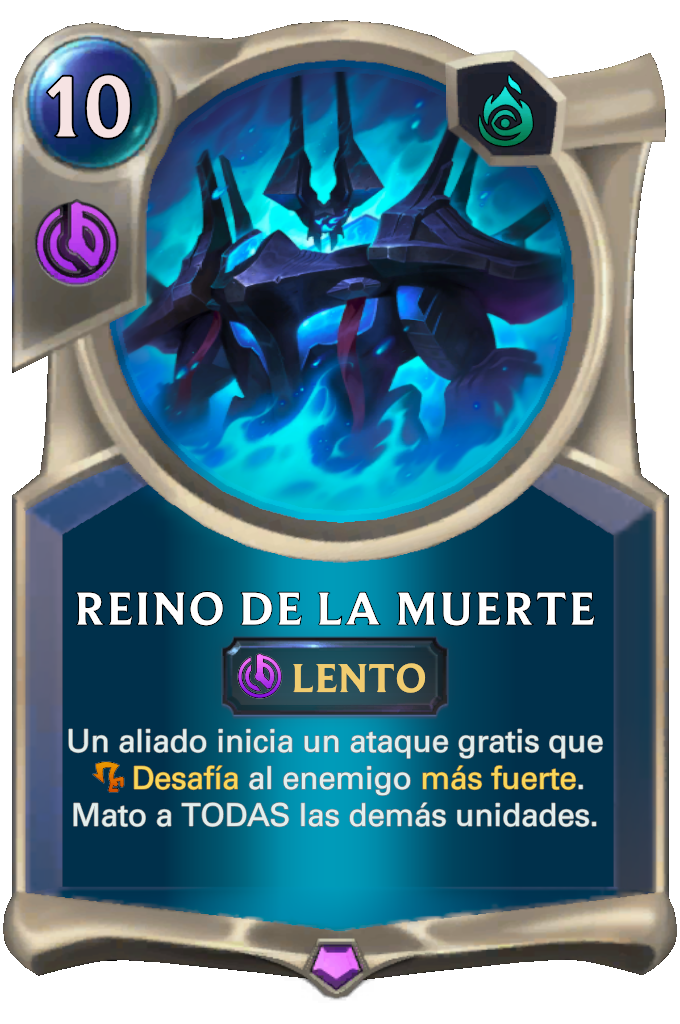 10
REINO DE LA MUERTE
LENTO
Un aliado inicia un ataque gratis que
Desafía al enemigo más fuerte.
Mato a TODAS las demás unidades.